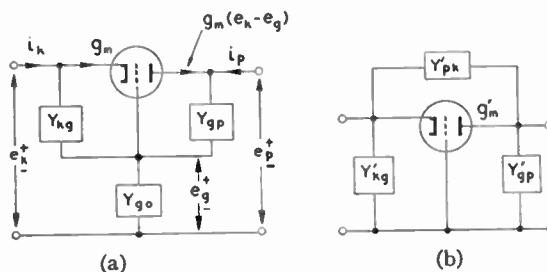 g_m(e_k-e_g)
i_k
g_m
i_p
Y_kg
Y_gp
e_k + -
e_g + -
e_p + -
Y_go
(a)
Y'_pk
g'_m
Y'_kg
Y'_gp
(b)